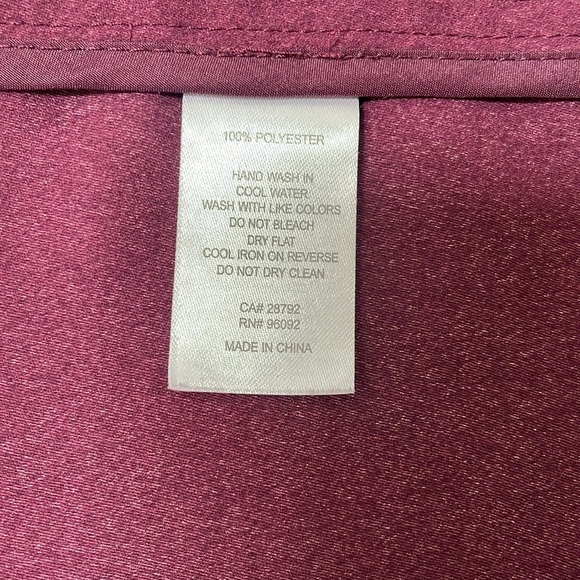 100% POLYESTER
HAND WASH IN
COOL WATER
WASH WITH LIKE COLORS
DO NOT BLEACH
DRY FLAT
COOL IRON ON REVERSE
DO NOT DRY CLEAN
CA# 28792
RN# 96092
MADE IN CHINA